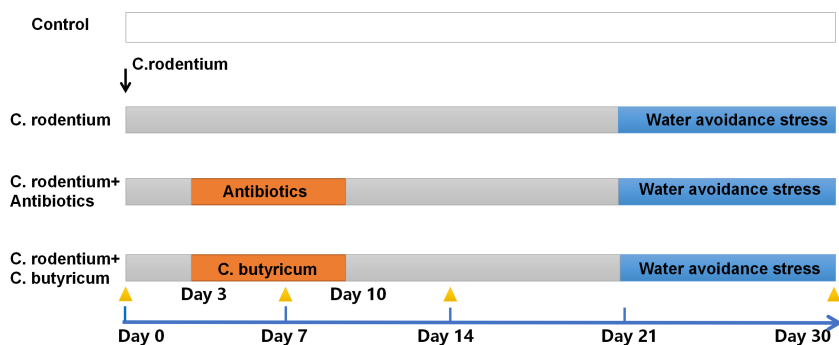 Control
C.rodentium
C. rodentium
Water avoidance stress
C. rodentium+
Antibiotics
Antibiotics
Water avoidance stress
C. rodentium+
C. butyricum
C. butyricum
Water avoidance stress
Day 3
Day 10
Day 0
Day 7
Day 14
Day 21
Day 30